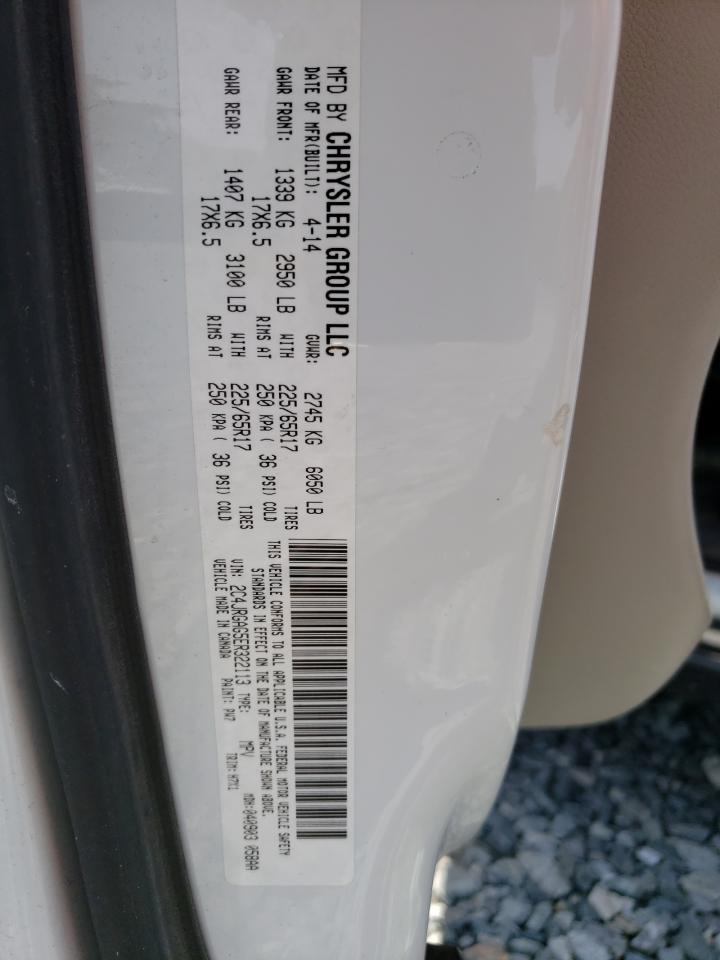 MFD BY CHRYSLER GROUP LLC
DATE OF MFR(BUILT): 4-14 GVWR: 2745 KG 6050 LB
GAWR FRONT: 1339 KG 2950 LB WITH 225/65R17 TIRES
17X6.5 RIMS AT 250 KPA ( 36 PSI) COLD
GAWR REAR: 1407 KG 3100 LB WITH 225/65R17 TIRES
17X6.5 RIMS AT 250 KPA ( 36 PSI) COLD
THIS VEHICLE CONFORMS TO ALL APPLICABLE U.S.A. FEDERAL MOTOR VEHICLE SAFETY
STANDARDS IN EFFECT ON THE DATE OF MANUFACTURE SHOWN ABOVE.
VIN: 2C4JRGAG5ER322113 TYPE: MPV MDH:040903 058AA
VEHICLE MADE IN CANADA PAINT: PW7 TRIM: